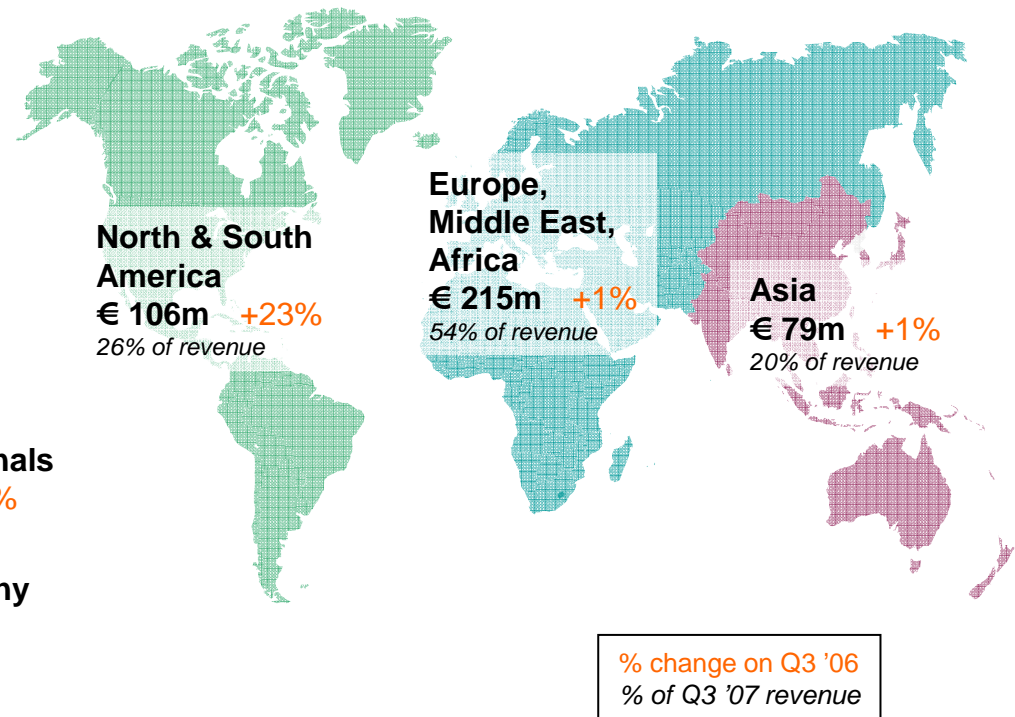 North & South
America
€ 106m +23%
26% of revenue
Europe,
Middle East,
Africa
€ 215m +1%
54% of revenue
Asia
€ 79m +1%
20% of revenue
%
% change on Q3 ’06
% of Q3 ’07 revenue